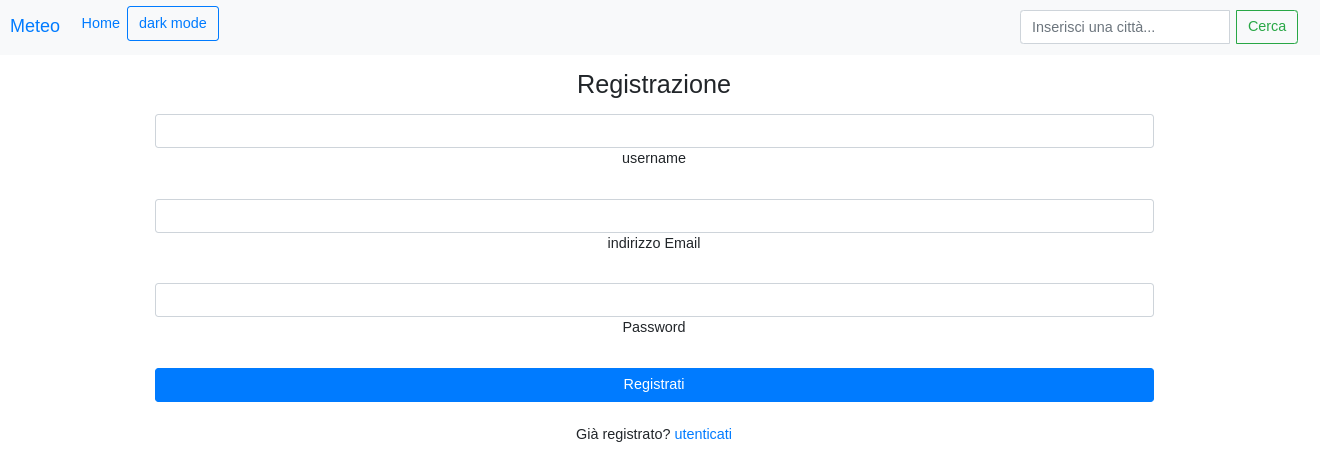 Meteo Home dark mode Inserisci una città... Cerca
Registrazione
username
indirizzo Email
Password
Registrati
Già registrato? utenticati